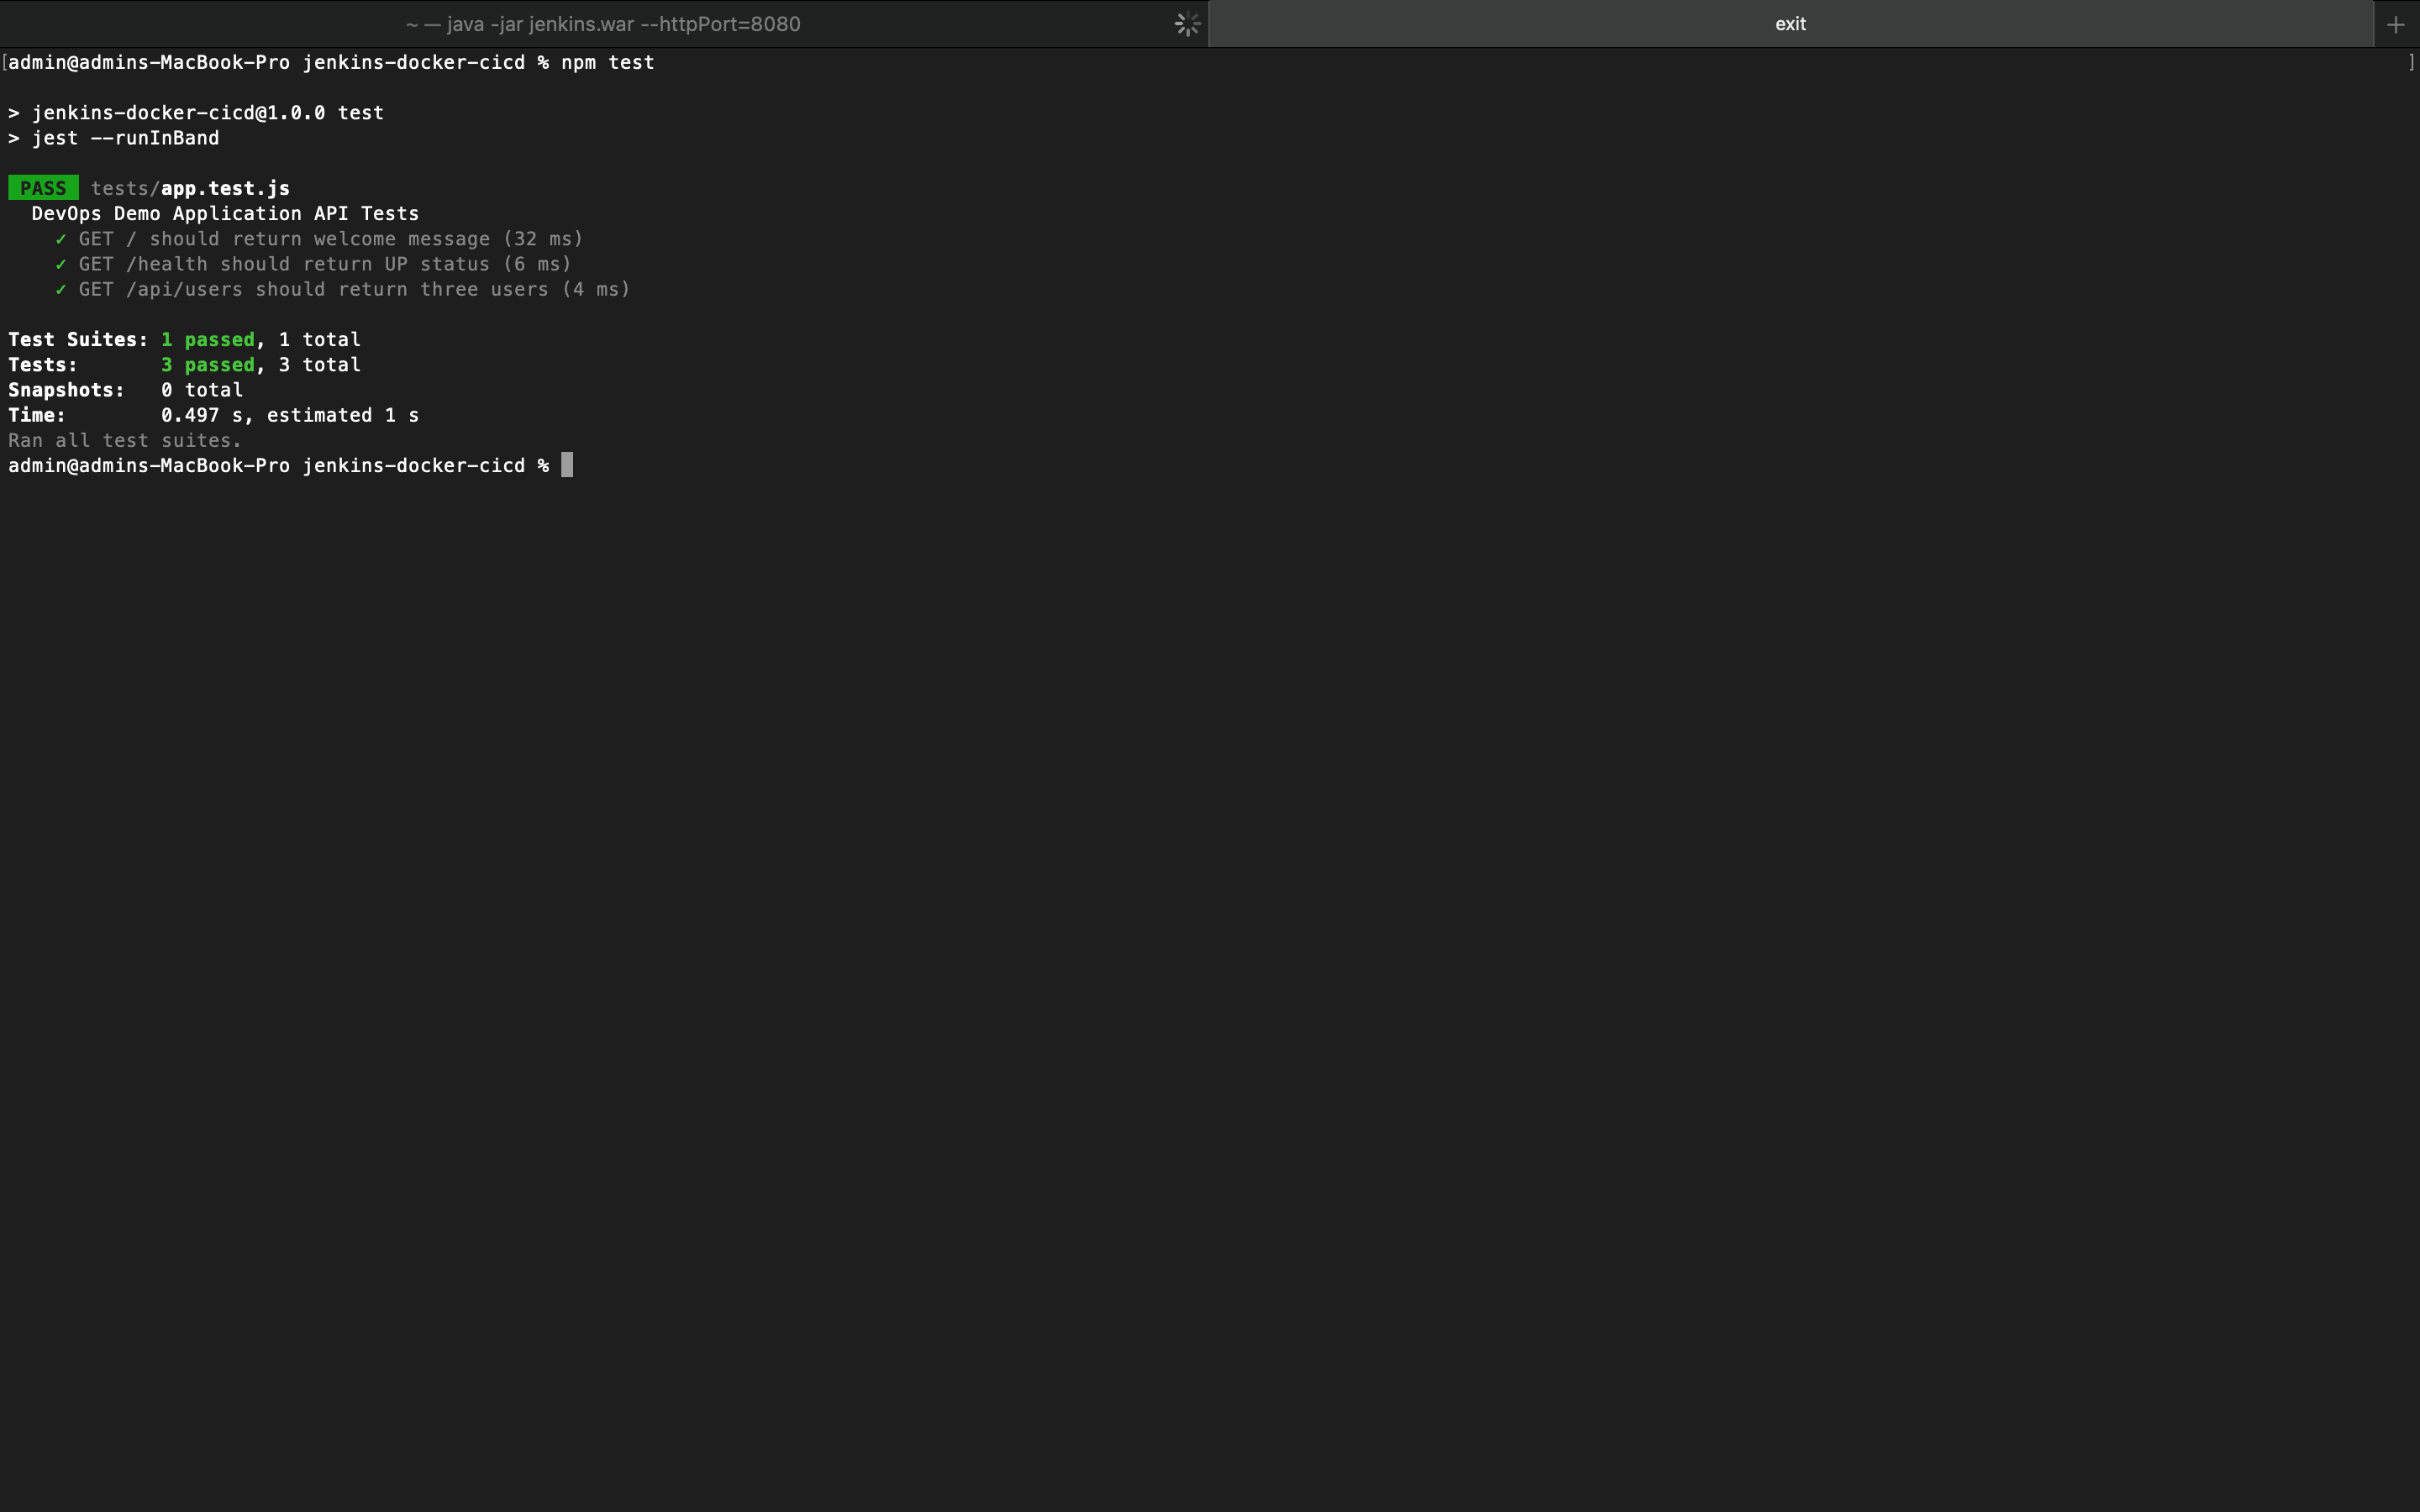 ~ — java -jar jenkins.war --httpPort=8080
exit
[admin@admins-MacBook-Pro jenkins-docker-cicd % npm test ]
> jenkins-docker-cicd@1.0.0 test
> jest --runInBand
PASS tests/app.test.js
DevOps Demo Application API Tests
✓ GET / should return welcome message (32 ms)
✓ GET /health should return UP status (6 ms)
✓ GET /api/users should return three users (4 ms)
Test Suites: 1 passed, 1 total
Tests: 3 passed, 3 total
Snapshots: 0 total
Time: 0.497 s, estimated 1 s
Ran all test suites.
admin@admins-MacBook-Pro jenkins-docker-cicd %